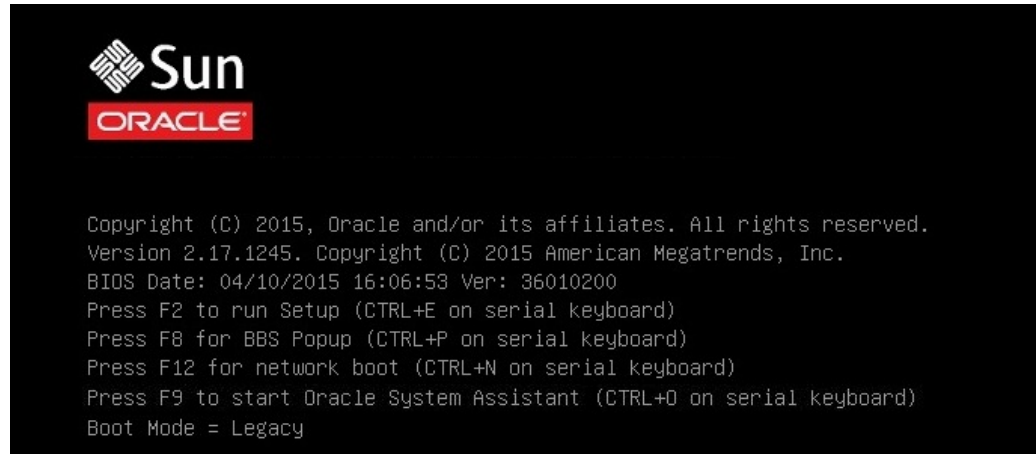 Sun
ORACLE®
Copyright (C) 2015, Oracle and/or its affiliates. All rights reserved.
Version 2.17.1245. Copyright (C) 2015 American Megatrends, Inc.
BIOS Date: 04/10/2015 16:06:53 Ver: 36010200
Press F2 to run Setup (CTRL+E on serial keyboard)
Press F8 for BBS Popup (CTRL+P on serial keyboard)
Press F12 for network boot (CTRL+N on serial keyboard)
Press F9 to start Oracle System Assistant (CTRL+O on serial keyboard)
Boot Mode = Legacy